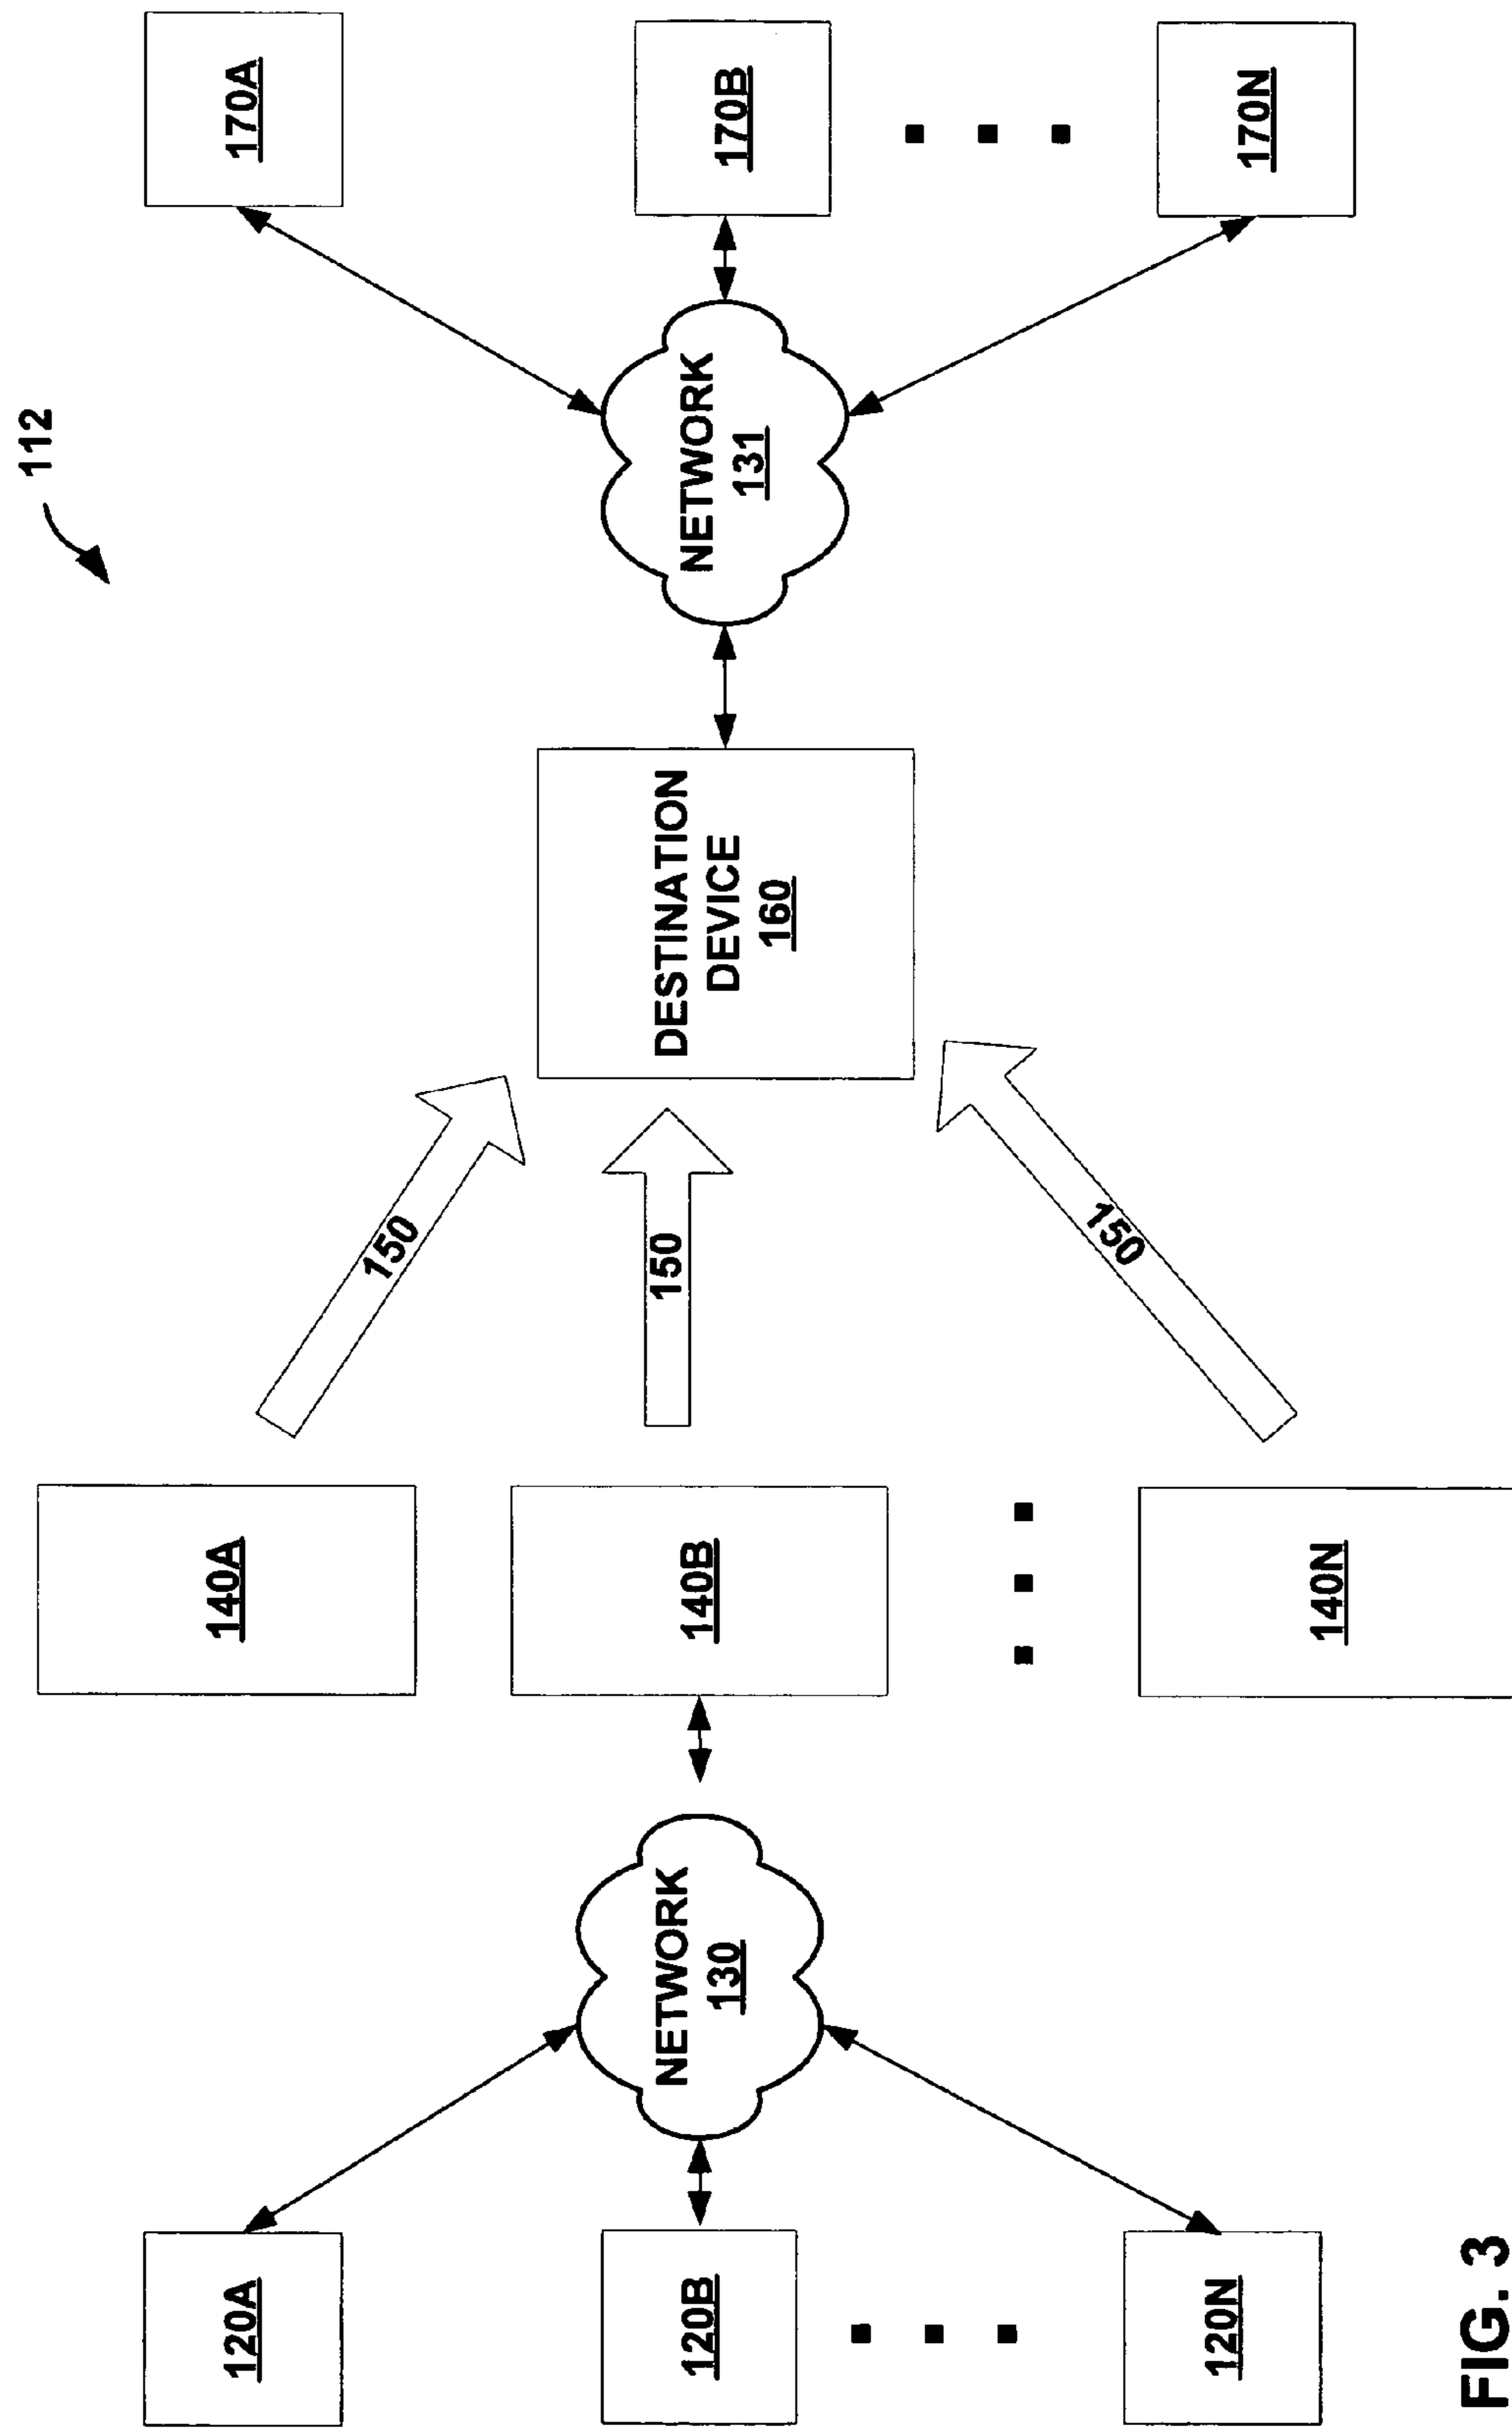 112
120A
120B
120N
NETWORK
130
140A
140B
140N
150
150
150
DESTINATION
DEVICE
160
NETWORK
131
170A
170B
170N
FIG. 3